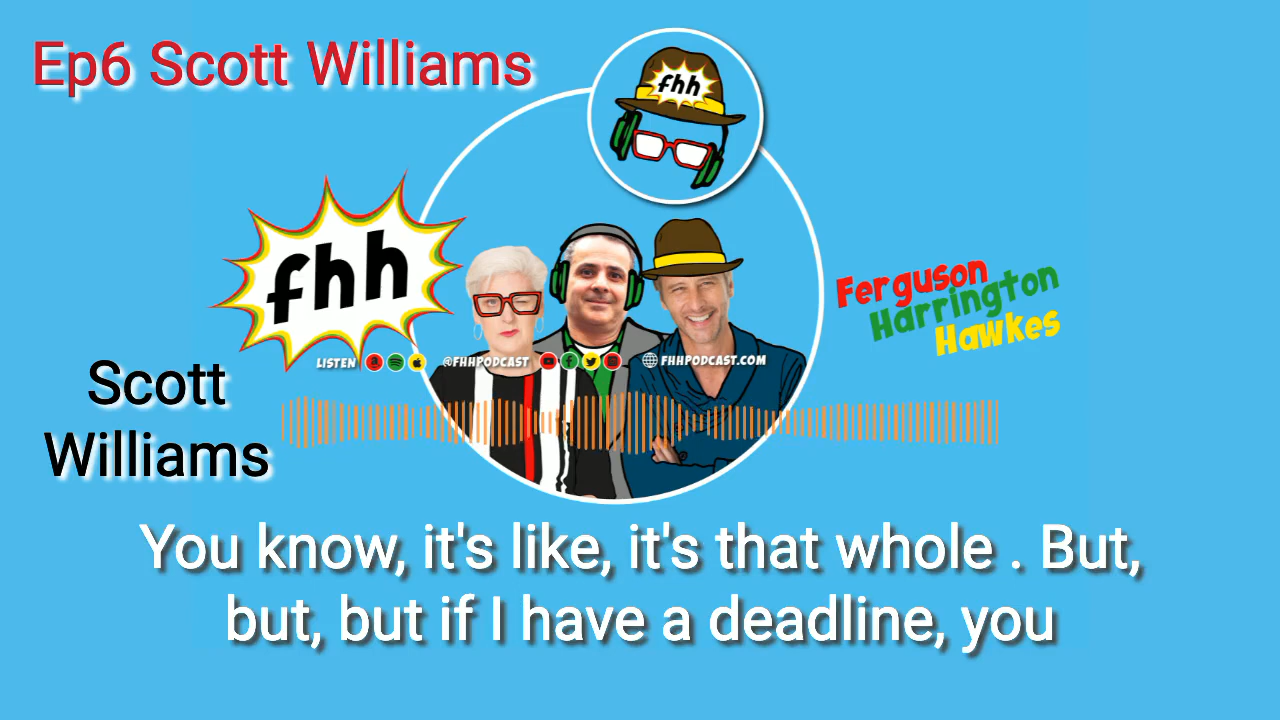 Ep6 Scott Williams
fhh
fhh
Ferguson
Harrington
Hawkes
LISTEN @FHHPODCAST FHHPODCAST.COM
Scott
Williams
You know, it's like, it's that whole . But,
but, but if I have a deadline, you